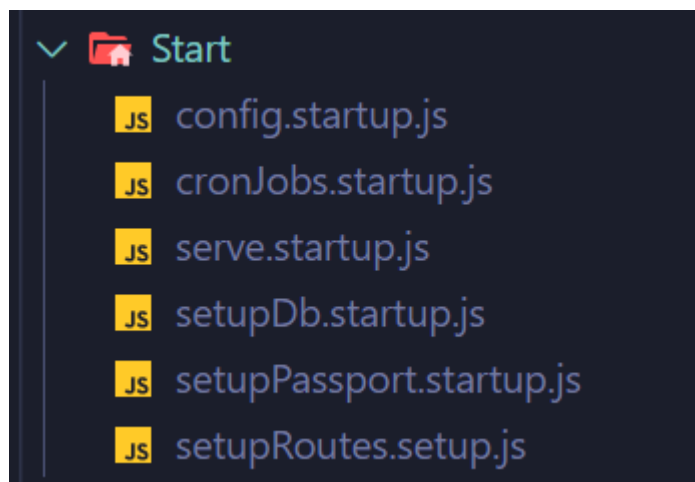 Start
JS config.startup.js
JS cronJobs.startup.js
JS serve.startup.js
JS setupDb.startup.js
JS setupPassport.startup.js
JS setupRoutes.setup.js